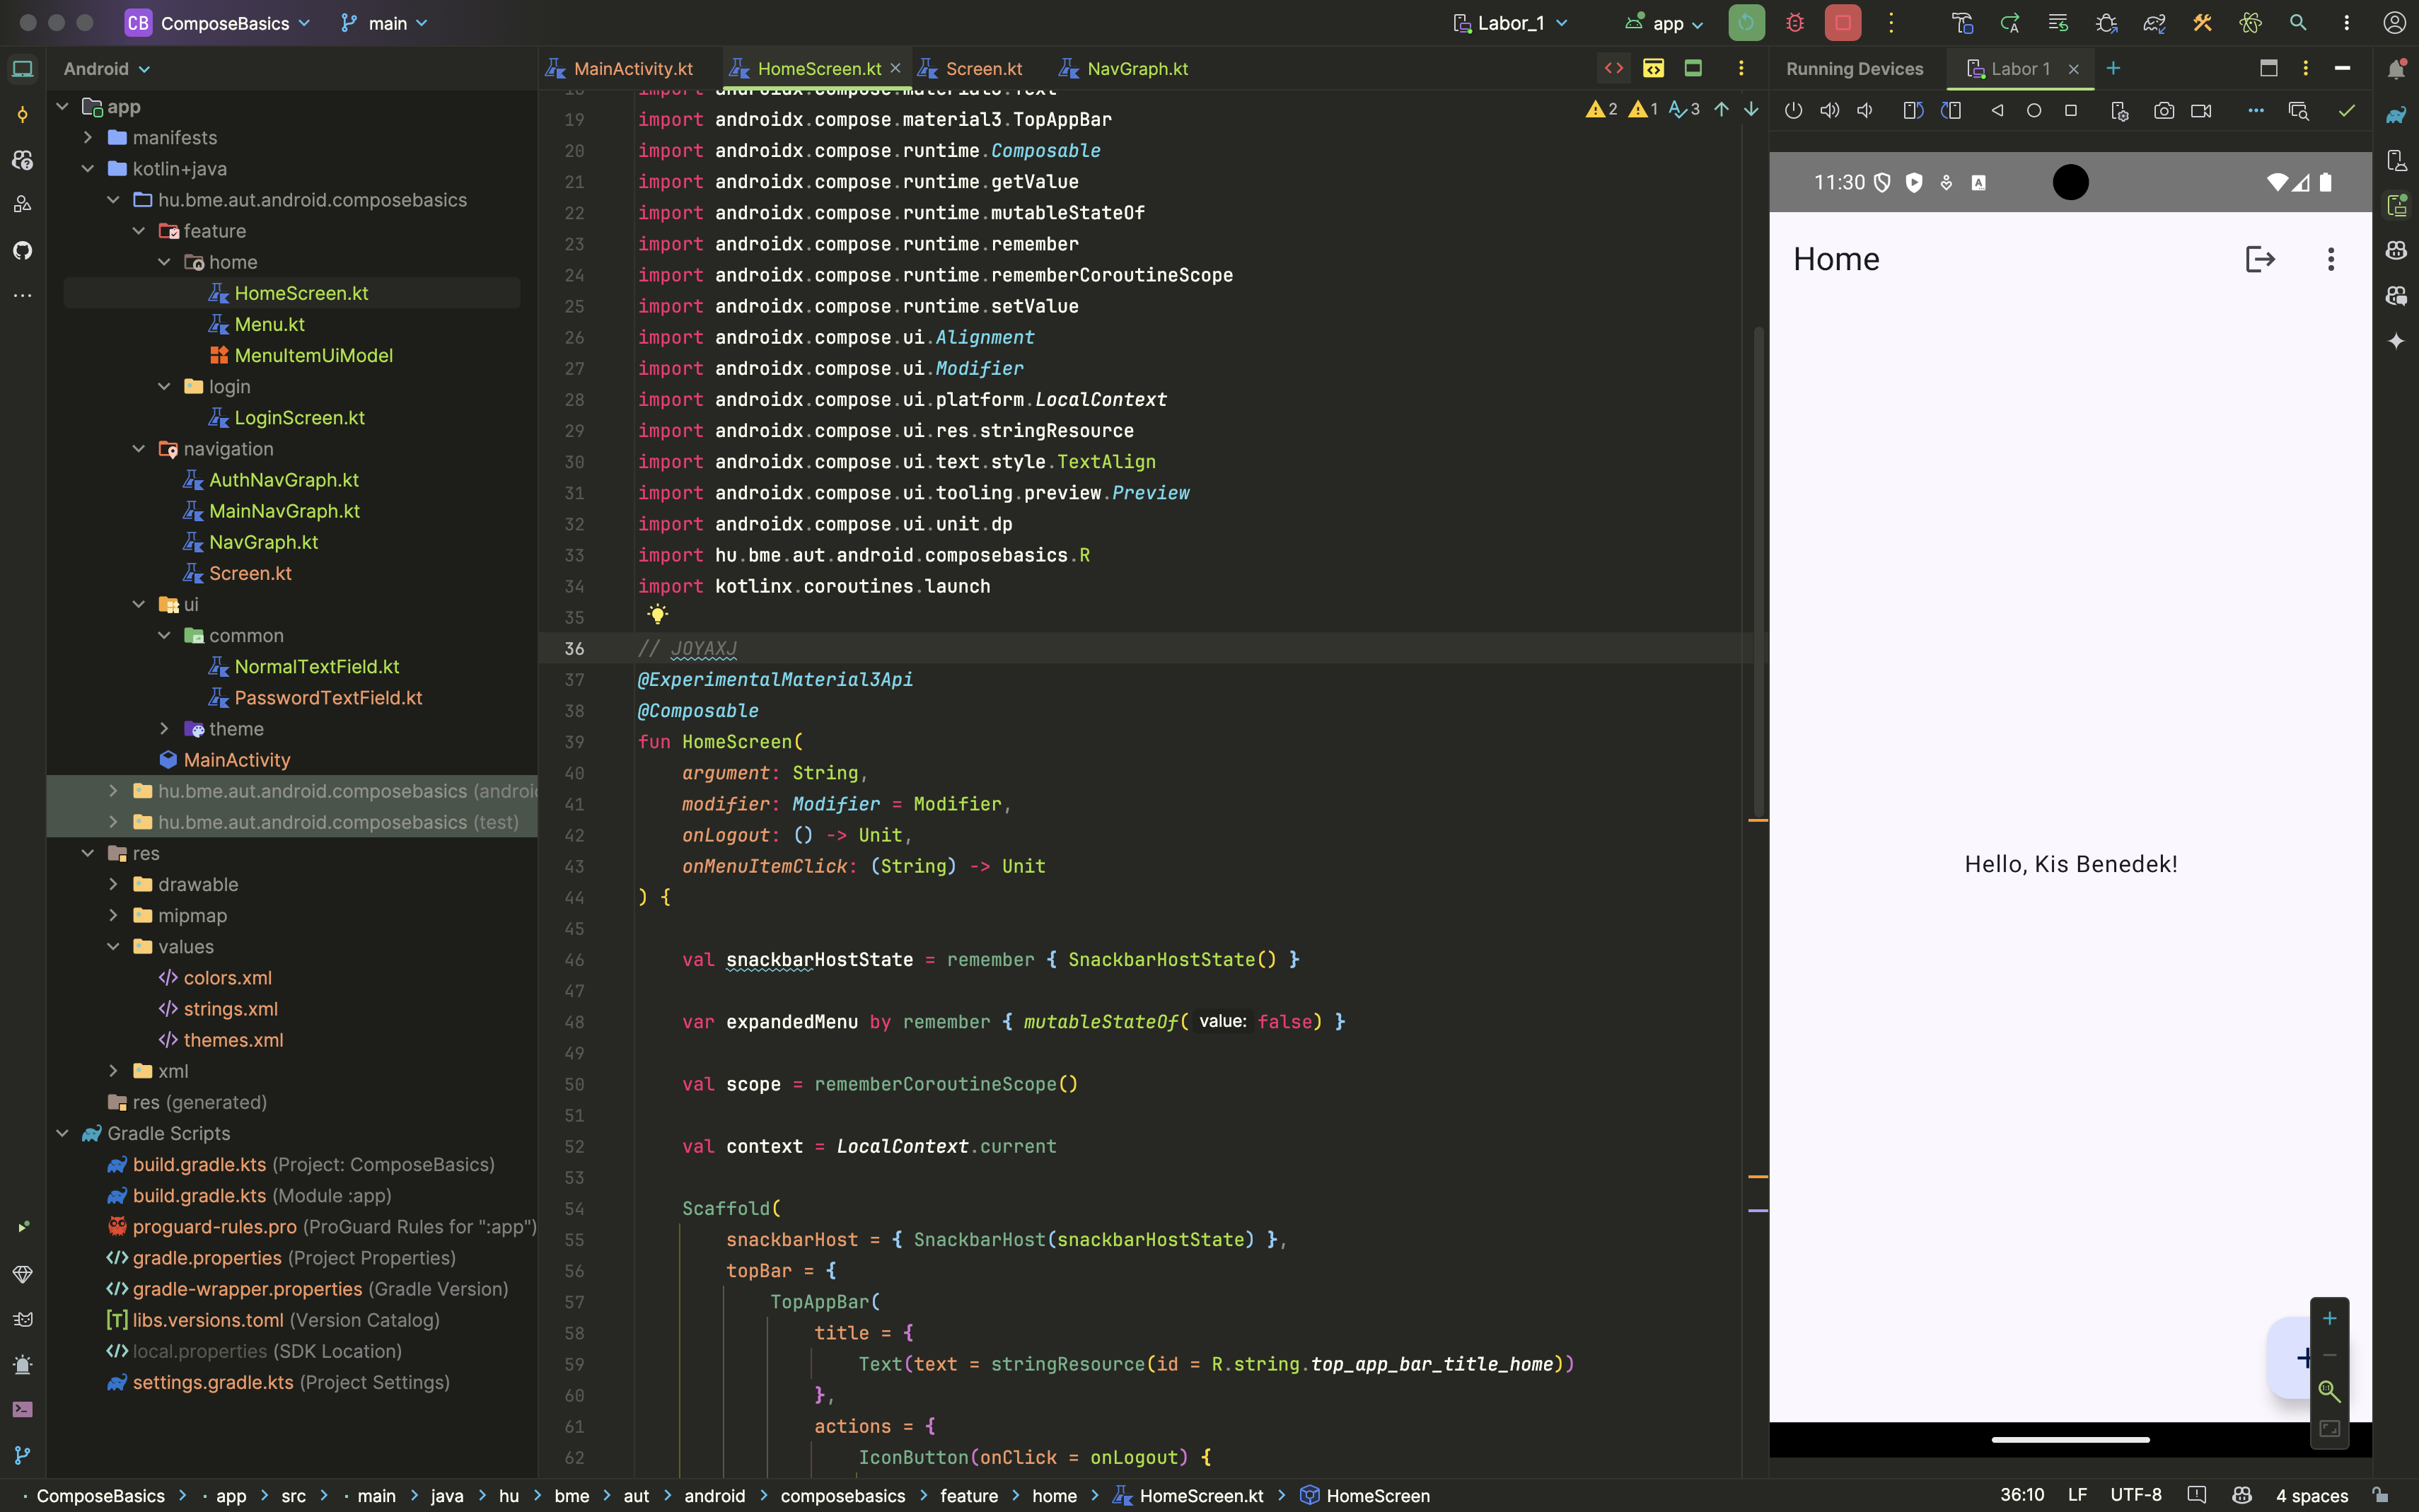 CB ComposeBasics main
Labor_1 app
Android
MainActivity.kt HomeScreen.kt Screen.kt NavGraph.kt
Running Devices Labor 1
app
manifests
kotlin+java
hu.bme.aut.android.composebasics
feature
home
HomeScreen.kt
Menu.kt
MenuItemUiModel
login
LoginScreen.kt
navigation
AuthNavGraph.kt
MainNavGraph.kt
NavGraph.kt
Screen.kt
ui
common
NormalTextField.kt
PasswordTextField.kt
theme
MainActivity
hu.bme.aut.android.composebasics
hu.bme.aut.android.composebasics (test)
res
drawable
mipmap
values
colors.xml
strings.xml
themes.xml
xml
res (generated)
Gradle Scripts
build.gradle.kts (Project: ComposeBasics)
build.gradle.kts (Module :app)
proguard-rules.pro (ProGuard Rules for ":app")
gradle.properties (Project Properties)
gradle-wrapper.properties (Gradle Version)
libs.versions.toml (Version Catalog)
local.properties (SDK Location)
settings.gradle.kts (Project Settings)
2 1 3
18 import androidx.compose.material3.Text
19 import androidx.compose.material3.TopAppBar
20 import androidx.compose.runtime.Composable
21 import androidx.compose.runtime.getValue
22 import androidx.compose.runtime.mutableStateOf
23 import androidx.compose.runtime.remember
24 import androidx.compose.runtime.rememberCoroutineScope
25 import androidx.compose.runtime.setValue
26 import androidx.compose.ui.Alignment
27 import androidx.compose.ui.Modifier
28 import androidx.compose.ui.platform.LocalContext
29 import androidx.compose.ui.res.stringResource
30 import androidx.compose.ui.text.style.TextAlign
31 import androidx.compose.ui.tooling.preview.Preview
32 import androidx.compose.ui.unit.dp
33 import hu.bme.aut.android.composebasics.R
34 import kotlinx.coroutines.launch
35
36 // JOYAXJ
37 @ExperimentalMaterial3Api
38 @Composable
39 fun HomeScreen(
40 argument: String,
41 modifier: Modifier = Modifier,
42 onLogout: () -> Unit,
43 onMenuItemClick: (String) -> Unit
44 ) {
45
46 val snackbarHostState = remember { SnackbarHostState() }
47
48 var expandedMenu by remember { mutableStateOf( value: false) }
49
50 val scope = rememberCoroutineScope()
51
52 val context = LocalContext.current
53
54 Scaffold(
55 snackbarHost = { SnackbarHost(snackbarHostState) },
56 topBar = {
57 TopAppBar(
58 title = {
59 Text(text = stringResource(id = R.string.top_app_bar_title_home))
60 },
61 actions = {
62 IconButton(onClick = onLogout) {
11:30
Home
Hello, Kis Benedek!
ComposeBasics > app > src > main > java > hu > bme > aut > android > composebasics > feature > home > HomeScreen.kt > HomeScreen
36:10 LF UTF-8 4 spaces